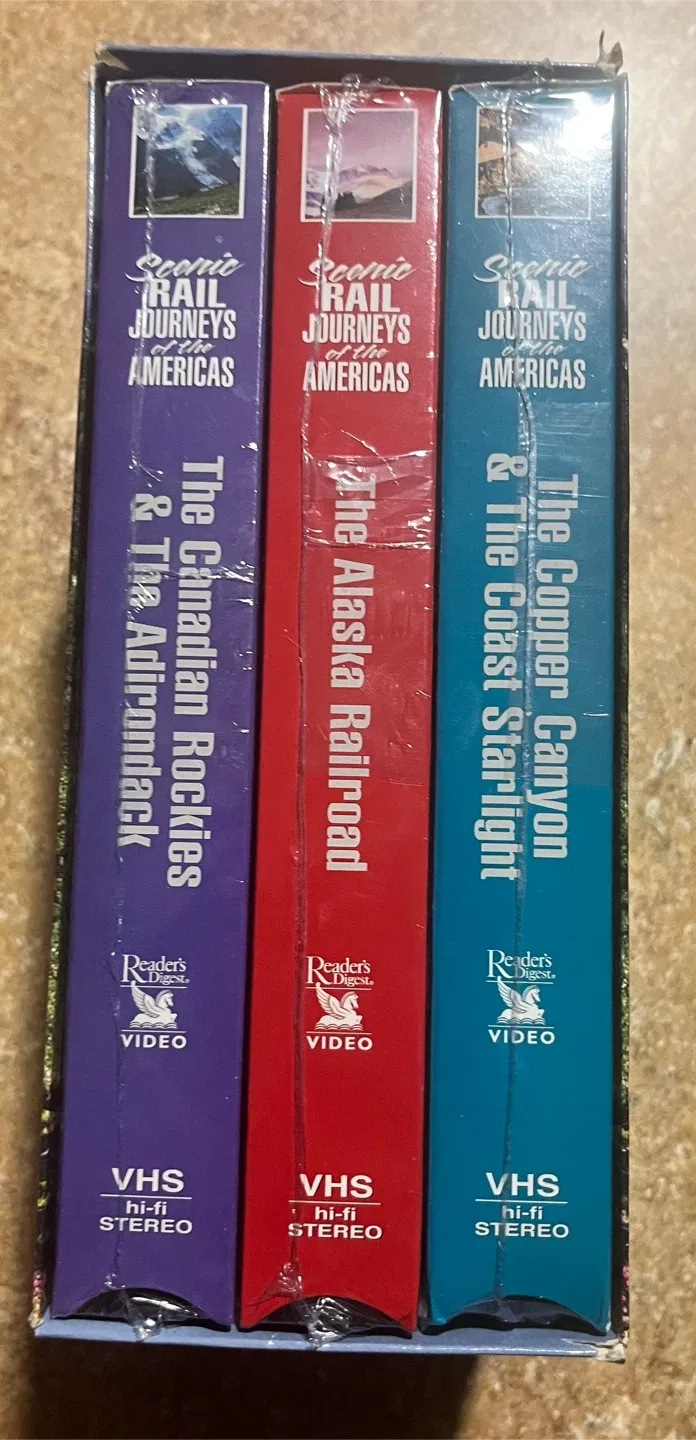 Scenic
RAIL
JOURNEYS
of the
AMERICAS
The Canadian Rockies
& The Adirondack
Reader's
Digest®
VIDEO
VHS
hi-fi
STEREO
Scenic
RAIL
JOURNEYS
of the
AMERICAS
The Alaska Railroad
Reader's
Digest®
VIDEO
VHS
hi-fi
STEREO
Scenic
RAIL
JOURNEYS
of the
AMERICAS
The Copper Canyon
& The Coast Starlight
Reader's
Digest®
VIDEO
VHS
hi-fi
STEREO